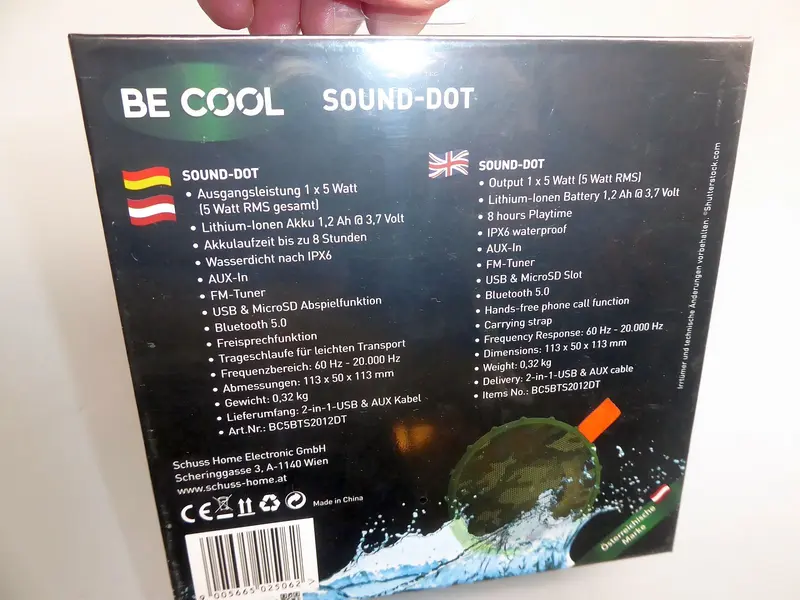 BE COOL SOUND-DOT
SOUND-DOT
• Ausgangsleistung 1 x 5 Watt
(5 Watt RMS gesamt)
• Lithium-Ionen Akku 1,2 Ah @ 3,7 Volt
• Akkulaufzeit bis zu 8 Stunden
• Wasserdicht nach IPX6
• AUX-In
• FM-Tuner
• USB & MicroSD Abspielfunktion
• Bluetooth 5.0
• Freisprechfunktion
• Trageschlaufe für leichten Transport
• Frequenzbereich: 60 Hz - 20.000 Hz
• Abmessungen: 113 x 50 x 113 mm
• Gewicht: 0,32 kg
• Lieferumfang: 2-in-1-USB & AUX Kabel
• Art.Nr.: BC5BTS2012DT
SOUND-DOT
• Output 1 x 5 Watt (5 Watt RMS)
• Lithium-Ionen Battery 1,2 Ah @ 3,7 Volt
• 8 hours Playtime
• IPX6 waterproof
• AUX-In
• FM-Tuner
• USB & MicroSD Slot
• Bluetooth 5.0
• Hands-free phone call function
• Carrying strap
• Frequency Response: 60 Hz - 20.000 Hz
• Dimensions: 113 x 50 x 113 mm
• Weight: 0,32 kg
• Delivery: 2-in-1-USB & AUX cable
• Items No.: BC5BTS2012DT
Irrtümer und technische Änderungen vorbehalten. ©Shutterstock.com
Schuss Home Electronic GmbH
Scheringgasse 3, A-1140 Wien
www.schuss-home.at
CE Made in China
9 005665 025062 >
Österreichische
Marke